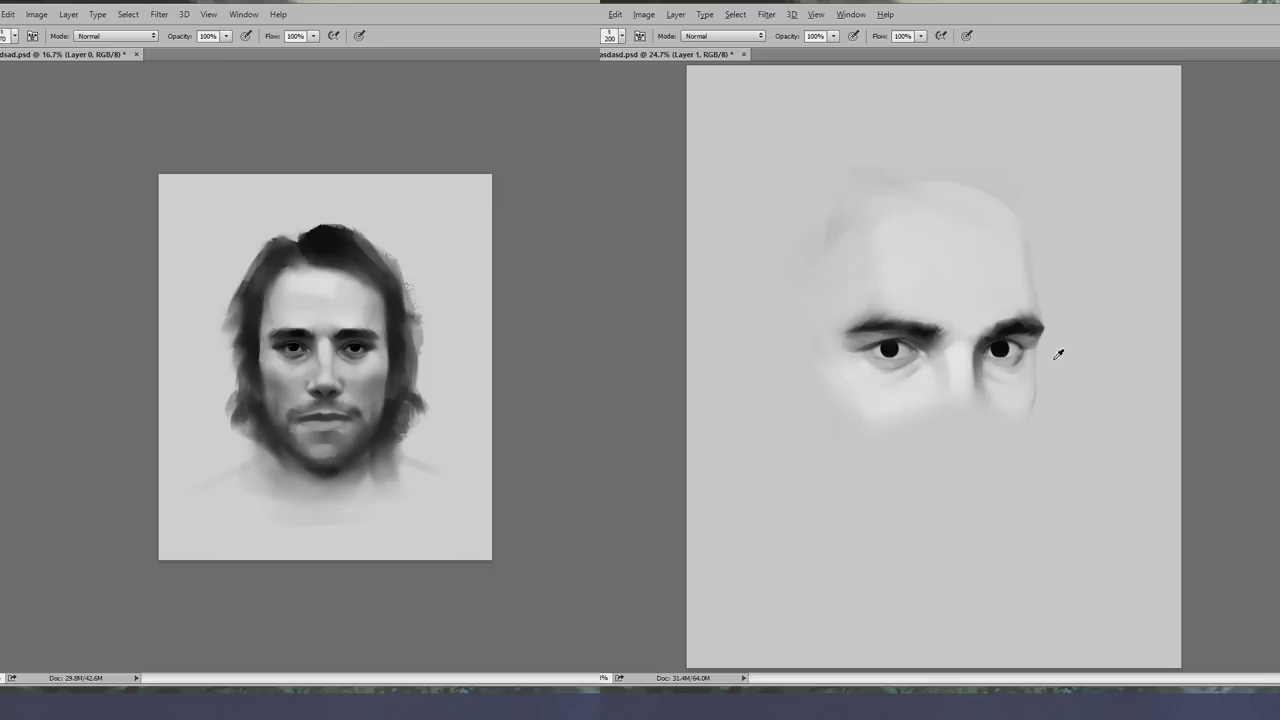 Edit Image Layer Type Select Filter 3D View Window Help
70 Mode: Normal Opacity: 100% Flow: 100%
dsad.psd @ 16.7% (Layer 0, RGB/8) * ×
Doc: 29.8M/42.6M
Edit Image Layer Type Select Filter 3D View Window Help
200 Mode: Normal Opacity: 100% Flow: 100%
asdasd.psd @ 24.7% (Layer 1, RGB/8) * ×
% Doc: 31.4M/64.0M